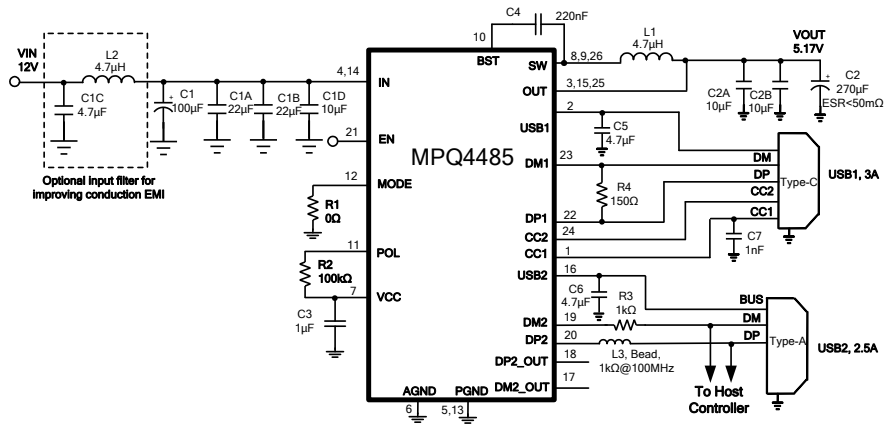 C4
220nF
10
BST
L1
4.7µH
VOUT
5.17V
VIN
12V
L2
4.7µH
4,14
IN
SW
8,9,26
OUT
3,15,25
C1C
4.7µF
C1
100µF
C1A
22µF
C1B
22µF
C1D
10µF
C2A
10µF
C2B
10µF
C2
270µF
ESR<50mΩ
21
EN
USB1
2
C5
4.7µF
MPQ4485
DM1
23
DM
Type-C
USB1, 3A
Optional input filter for
improving conduction EMI
12
MODE
R4
150Ω
DP
CC2
R1
0Ω
DP1
22
CC1
CC2
24
C7
1nF
11
POL
CC1
1
R2
100kΩ
USB2
16
7
VCC
C6
4.7µF
R3
1kΩ
BUS
C3
1µF
DM2
19
DM
Type-A
USB2, 2.5A
DP2
20
DP
L3, Bead,
1kΩ@100MHz
DP2_OUT
18
DM2_OUT
17
To Host
Controller
AGND
PGND
6
5,13